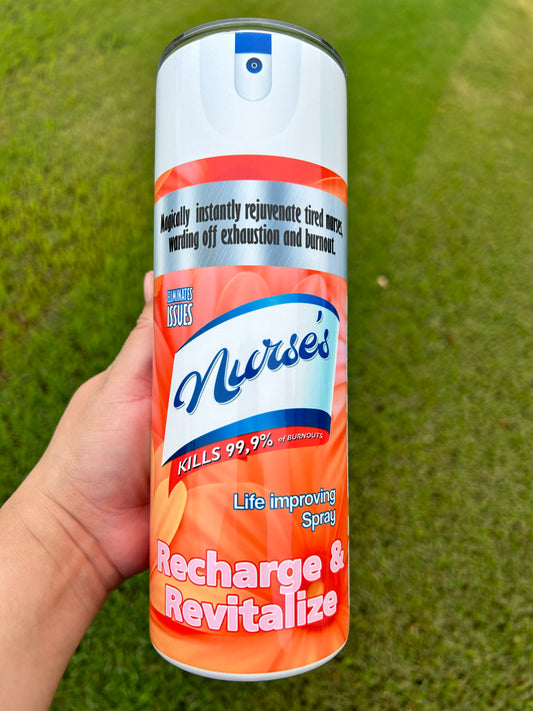 Magically instantly rejuvenate tired nurses,
warding off exhaustion and burnout.
ELIMINATES
ISSUES
Nurse's
KILLS 99,9% of BURNOUTS
Life improving
Spray
Recharge &
Revitalize